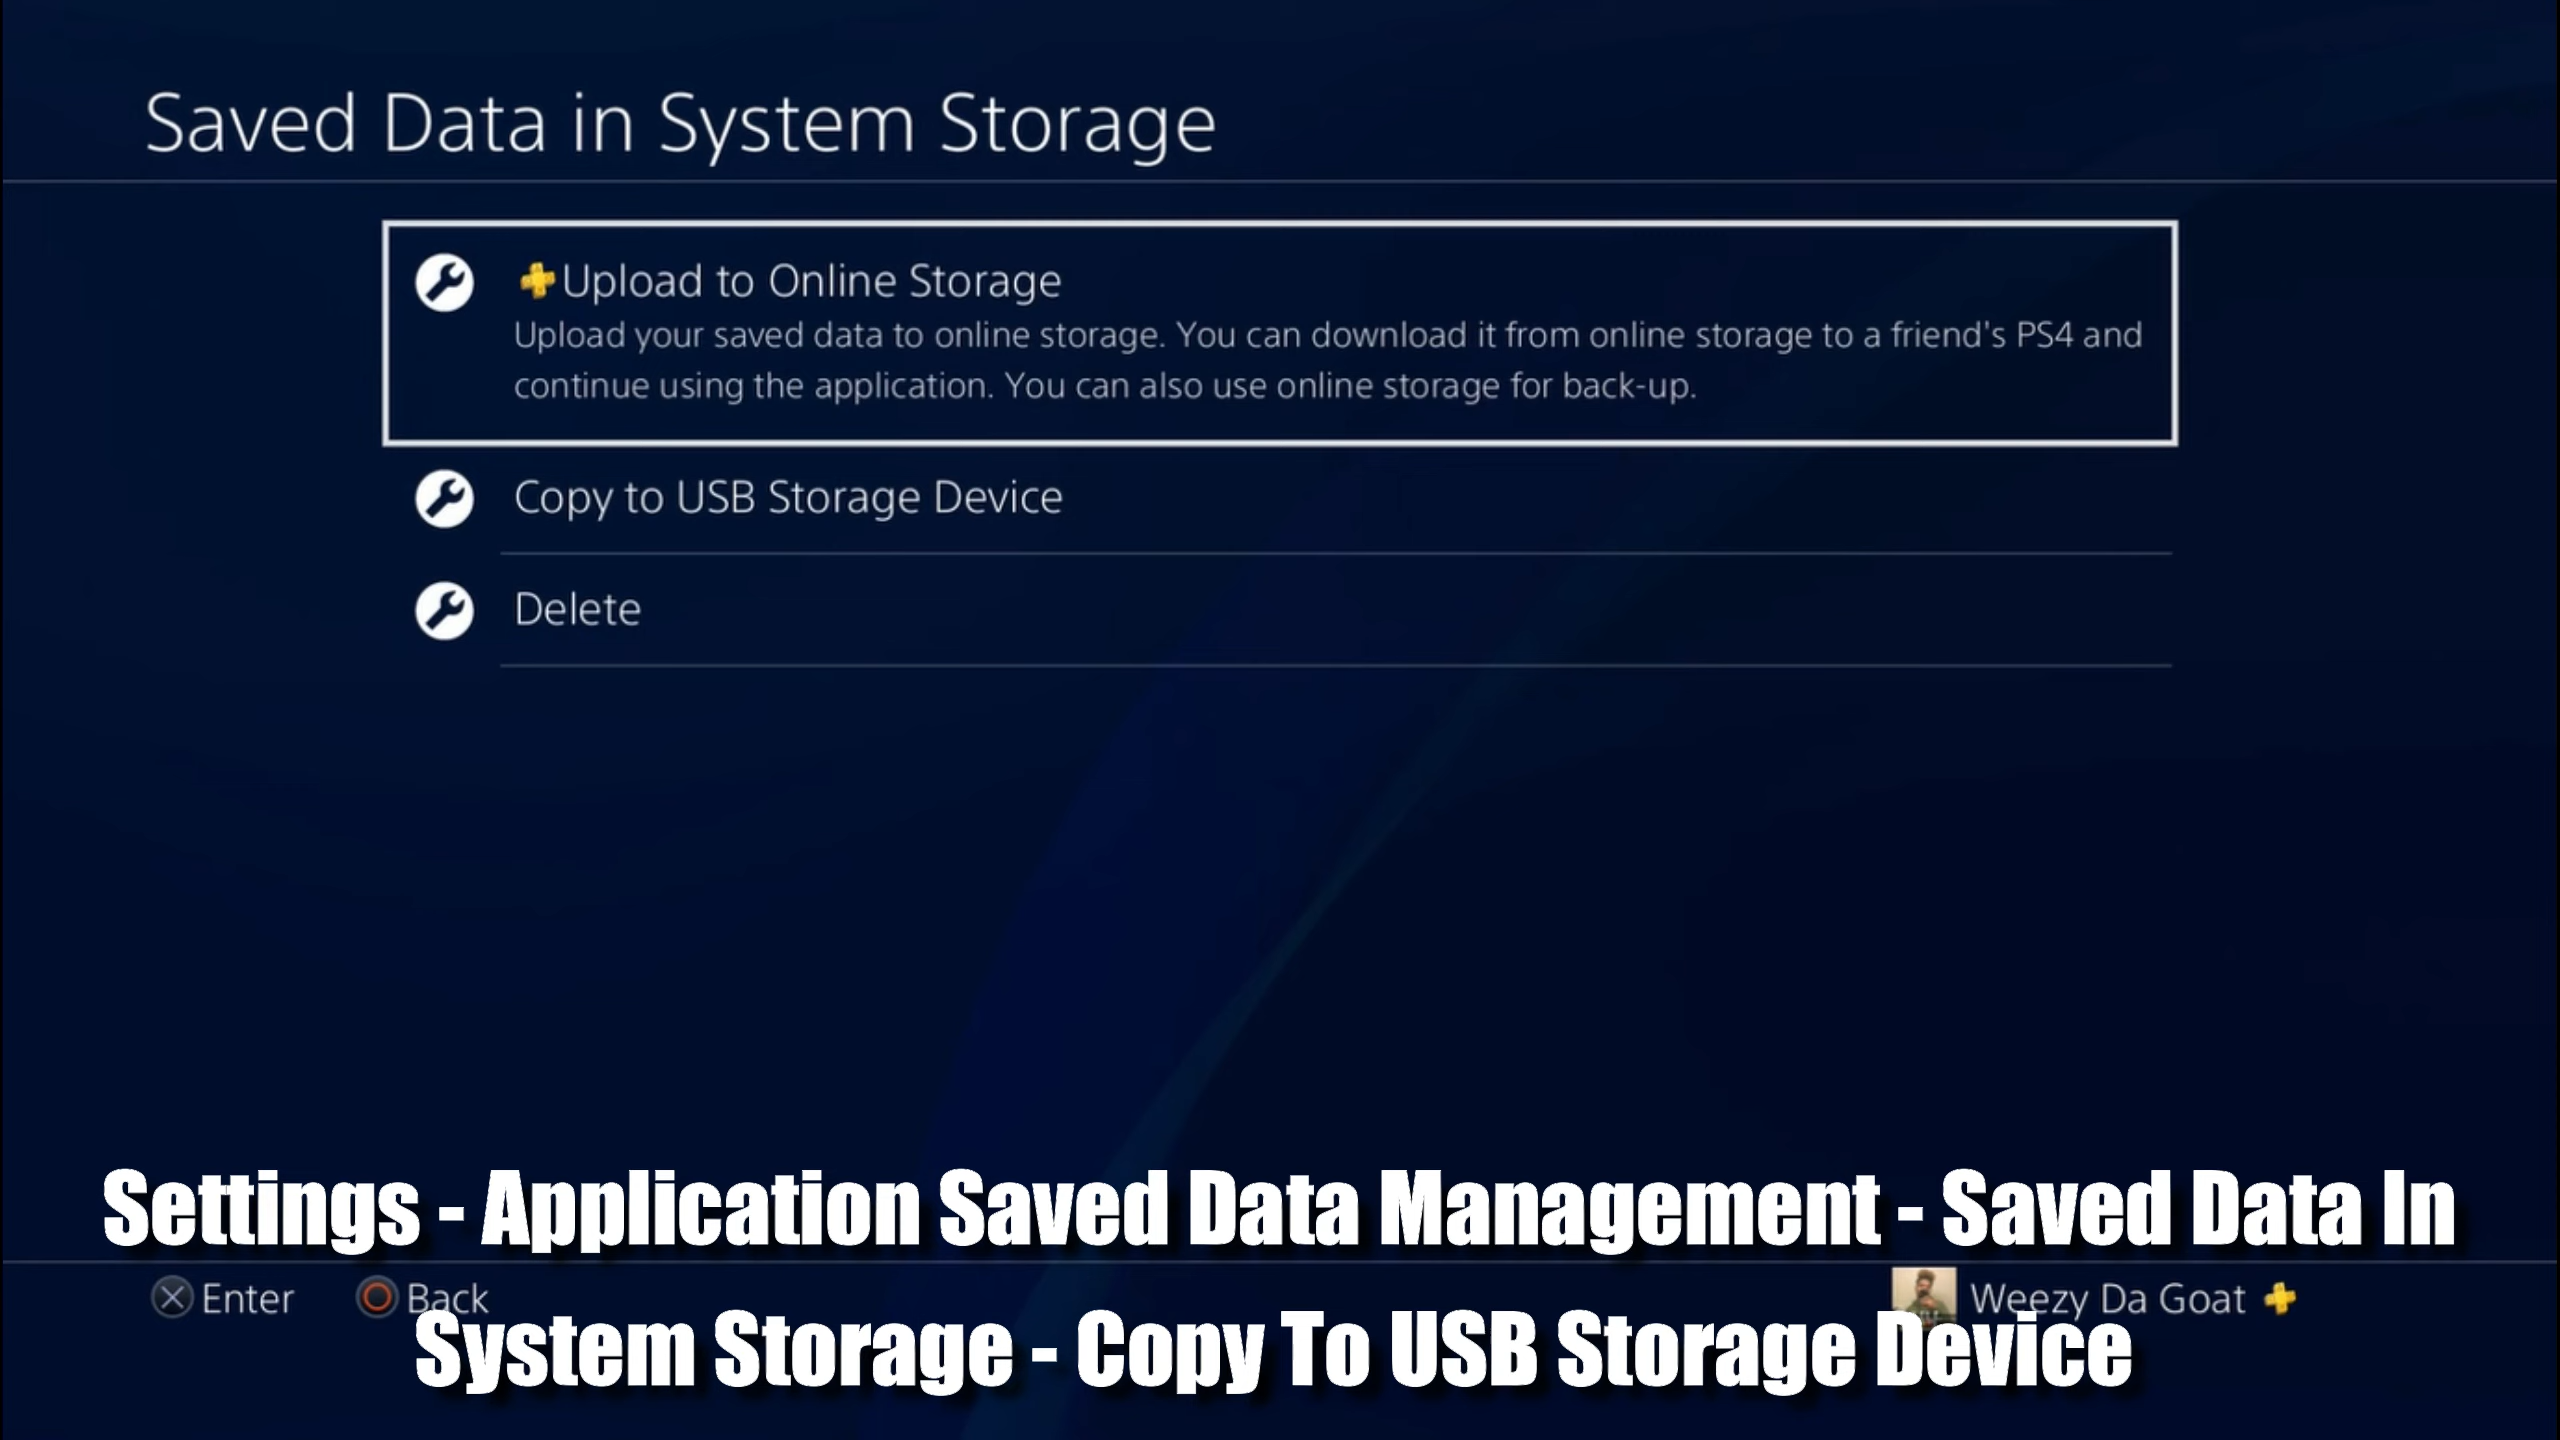 Saved Data in System Storage
Upload to Online Storage
Upload your saved data to online storage. You can download it from online storage to a friend's PS4 and
continue using the application. You can also use online storage for back-up.
Copy to USB Storage Device
Delete
Settings - Application Saved Data Management - Saved Data In
Enter Back Weezy Da Goat
System Storage - Copy To USB Storage Device